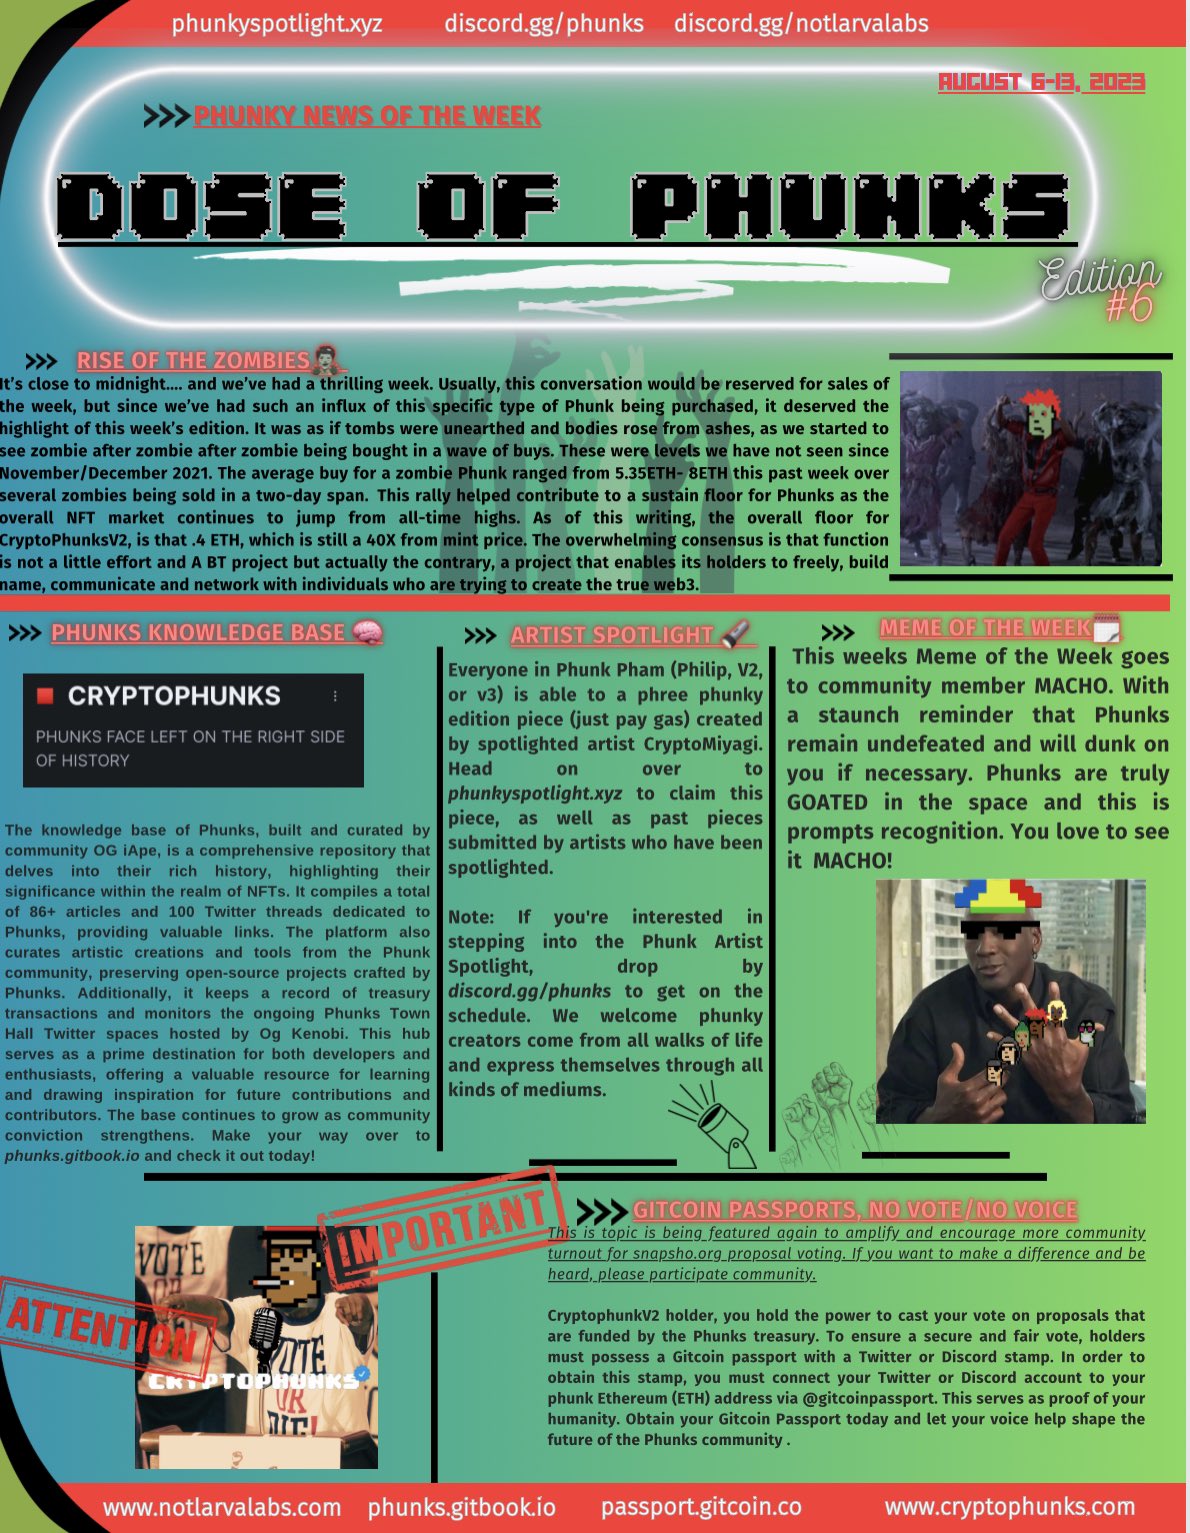 phunkyspotlight.xyz discord.gg/phunks discord.gg/notlarvalabs
AUGUST 6-13, 2023
>>> PHUNKY NEWS OF THE WEEK
DOSE OF PHUNKS
Edition
#6
>>> RISE OF THE ZOMBIES
It's close to midnight.... and we've had a thrilling week. Usually, this conversation would be reserved for sales of
the week, but since we've had such an influx of this specific type of Phunk being purchased, it deserved the
highlight of this week's edition. It was as if tombs were unearthed and bodies rose from ashes, as we started to
see zombie after zombie after zombie being bought in a wave of buys. These were levels we have not seen since
November/December 2021. The average buy for a zombie Phunk ranged from 5.35ETH- 8ETH this past week over
several zombies being sold in a two-day span. This rally helped contribute to a sustain floor for Phunks as the
overall NFT market continues to jump from all-time highs. As of this writing, the overall floor for
CryptoPhunksV2, is that .4 ETH, which is still a 40X from mint price. The overwhelming consensus is that function
is not a little effort and A BT project but actually the contrary, a project that enables its holders to freely, build
name, communicate and network with individuals who are trying to create the true web3.
>>> PHUNKS KNOWLEDGE BASE
CRYPTOPHUNKS
PHUNKS FACE LEFT ON THE RIGHT SIDE
OF HISTORY
The knowledge base of Phunks, built and curated by
community OG iApe, is a comprehensive repository that
delves into their rich history, highlighting their
significance within the realm of NFTs. It compiles a total
of 86+ articles and 100 Twitter threads dedicated to
Phunks, providing valuable links. The platform also
curates artistic creations and tools from the Phunk
community, preserving open-source projects crafted by
Phunks. Additionally, it keeps a record of treasury
transactions and monitors the ongoing Phunks Town
Hall Twitter spaces hosted by Og Kenobi. This hub
serves as a prime destination for both developers and
enthusiasts, offering a valuable resource for learning
and drawing inspiration for future contributions and
contributors. The base continues to grow as community
conviction strengthens. Make your way over to
phunks.gitbook.io and check it out today!
>>> ARTIST SPOTLIGHT
Everyone in Phunk Pham (Philip, V2,
or v3) is able to a phree phunky
edition piece (just pay gas) created
by spotlighted artist CryptoMiyagi.
Head on over to
phunkyspotlight.xyz to claim this
piece, as well as past pieces
submitted by artists who have been
spotlighted.
Note: If you're interested in
stepping into the Phunk Artist
Spotlight, drop by
discord.gg/phunks to get on the
schedule. We welcome phunky
creators come from all walks of life
and express themselves through all
kinds of mediums.
>>> MEME OF THE WEEK
This weeks Meme of the Week goes
to community member MACHO. With
a staunch reminder that Phunks
remain undefeated and will dunk on
you if necessary. Phunks are truly
GOATED in the space and this is
prompts recognition. You love to see
it MACHO!
IMPORTANT
ATTENTION
VOTE
OR
VOTE
CRYPTOPHUNKS
OR
DIE!
>>> GITCOIN PASSPORTS, NO VOTE/NO VOICE
This is topic is being featured again to amplify and encourage more community
turnout for snapsho.org proposal voting. If you want to make a difference and be
heard, please participate community.
CryptophunkV2 holder, you hold the power to cast your vote on proposals that
are funded by the Phunks treasury. To ensure a secure and fair vote, holders
must possess a Gitcoin passport with a Twitter or Discord stamp. In order to
obtain this stamp, you must connect your Twitter or Discord account to your
phunk Ethereum (ETH) address via @gitcoinpassport. This serves as proof of your
humanity. Obtain your Gitcoin Passport today and let your voice help shape the
future of the Phunks community .
www.notlarvalabs.com phunks.gitbook.io passport.gitcoin.co www.cryptophunks.com